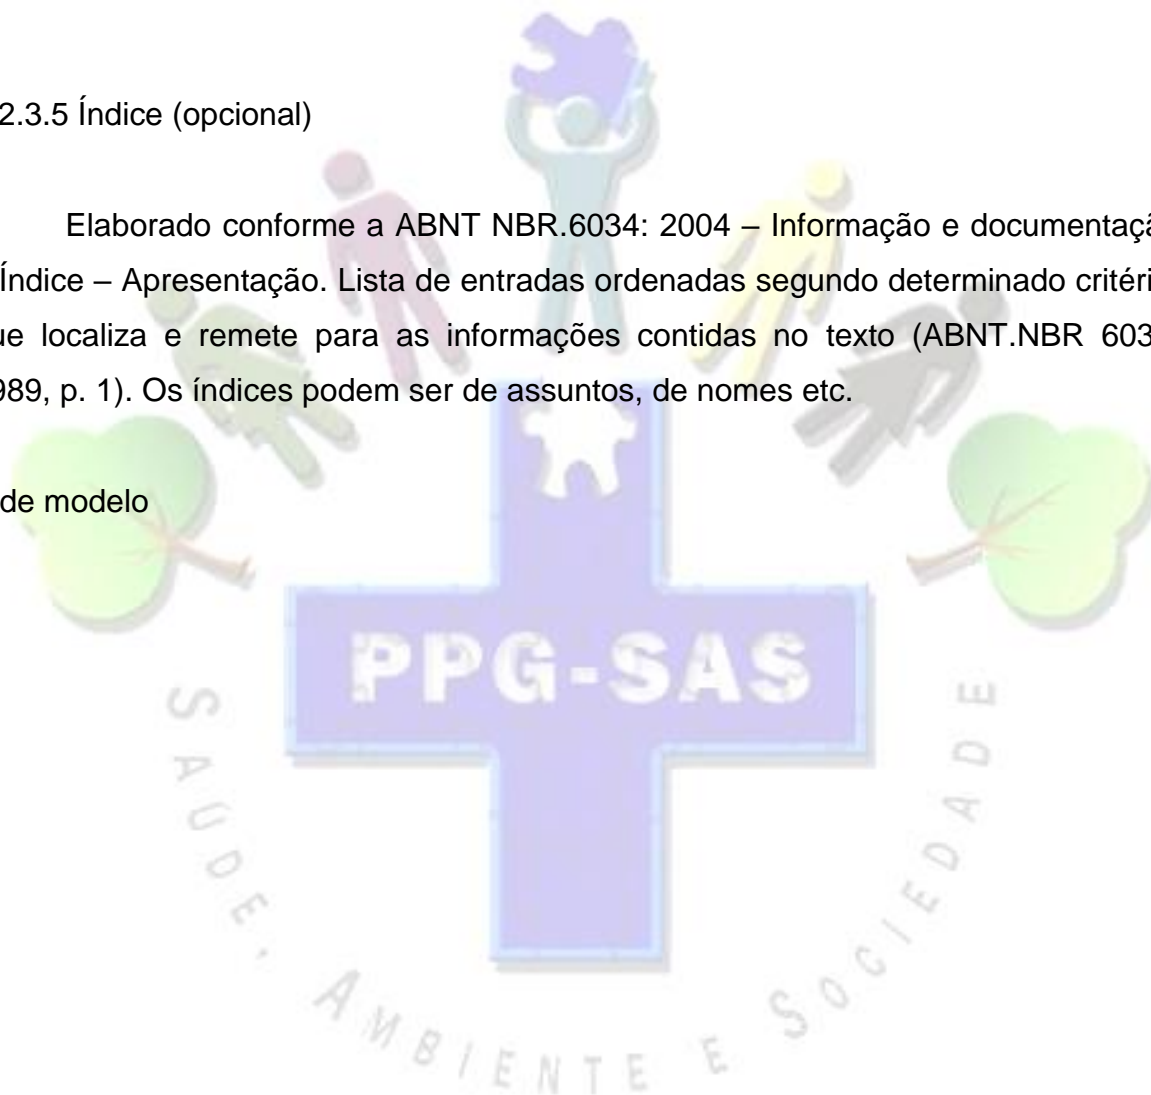 2.3.5 Índice (opcional)
Elaborado conforme a ABNT NBR.6034: 2004 – Informação e documentaçã
Índice – Apresentação. Lista de entradas ordenadas segundo determinado critéri
ue localiza e remete para as informações contidas no texto (ABNT.NBR 603
989, p. 1). Os índices podem ser de assuntos, de nomes etc.
de modelo
PPG-SAS
SAÚDE, AMBIENTE E SOCIEDADE